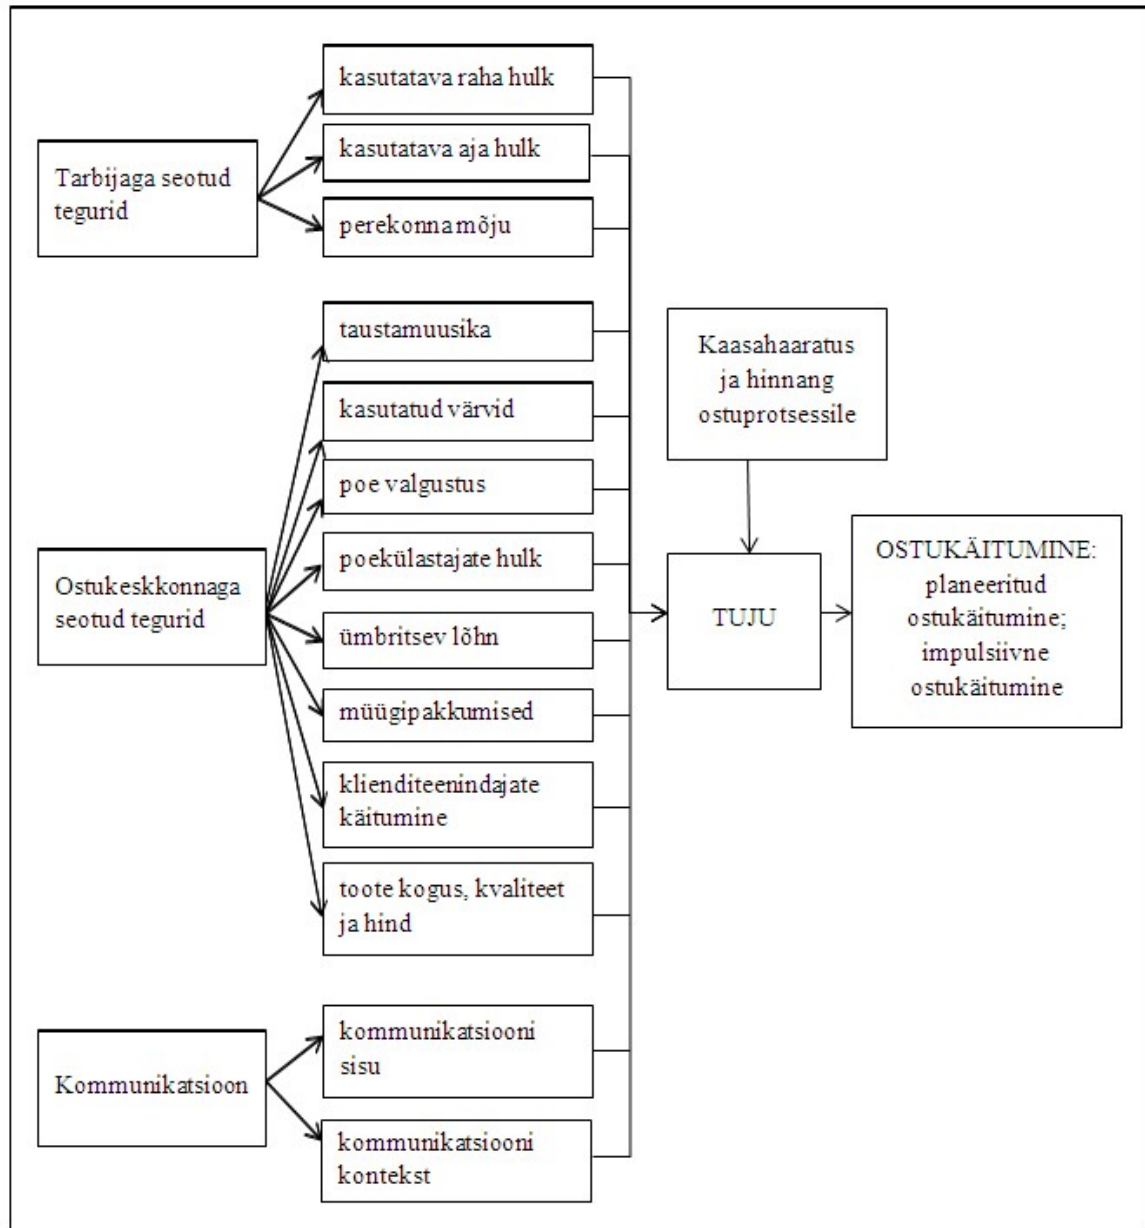 Tarbijaga seotud
tegurid
kasutatava raha hulk
kasutatava aja hulk
perekonna mõju
Ostukeskkonnaga
seotud tegurid
taustamuusika
kasutatud värvid
poe valgustus
poekülastajate hulk
ümbritsev lõhn
müügipakkumised
klienditeenindajate
käitumine
toote kogus, kvaliteet
ja hind
Kommunikatsioon
kommunikatsiooni
sisu
kommunikatsiooni
kontekst
Kaasahaaratus
ja hinnang
ostuprotsessile
TUJU
OSTUKÄITUMINE:
planeeritud
ostukäitumine;
impulsiivne
ostukäitumine